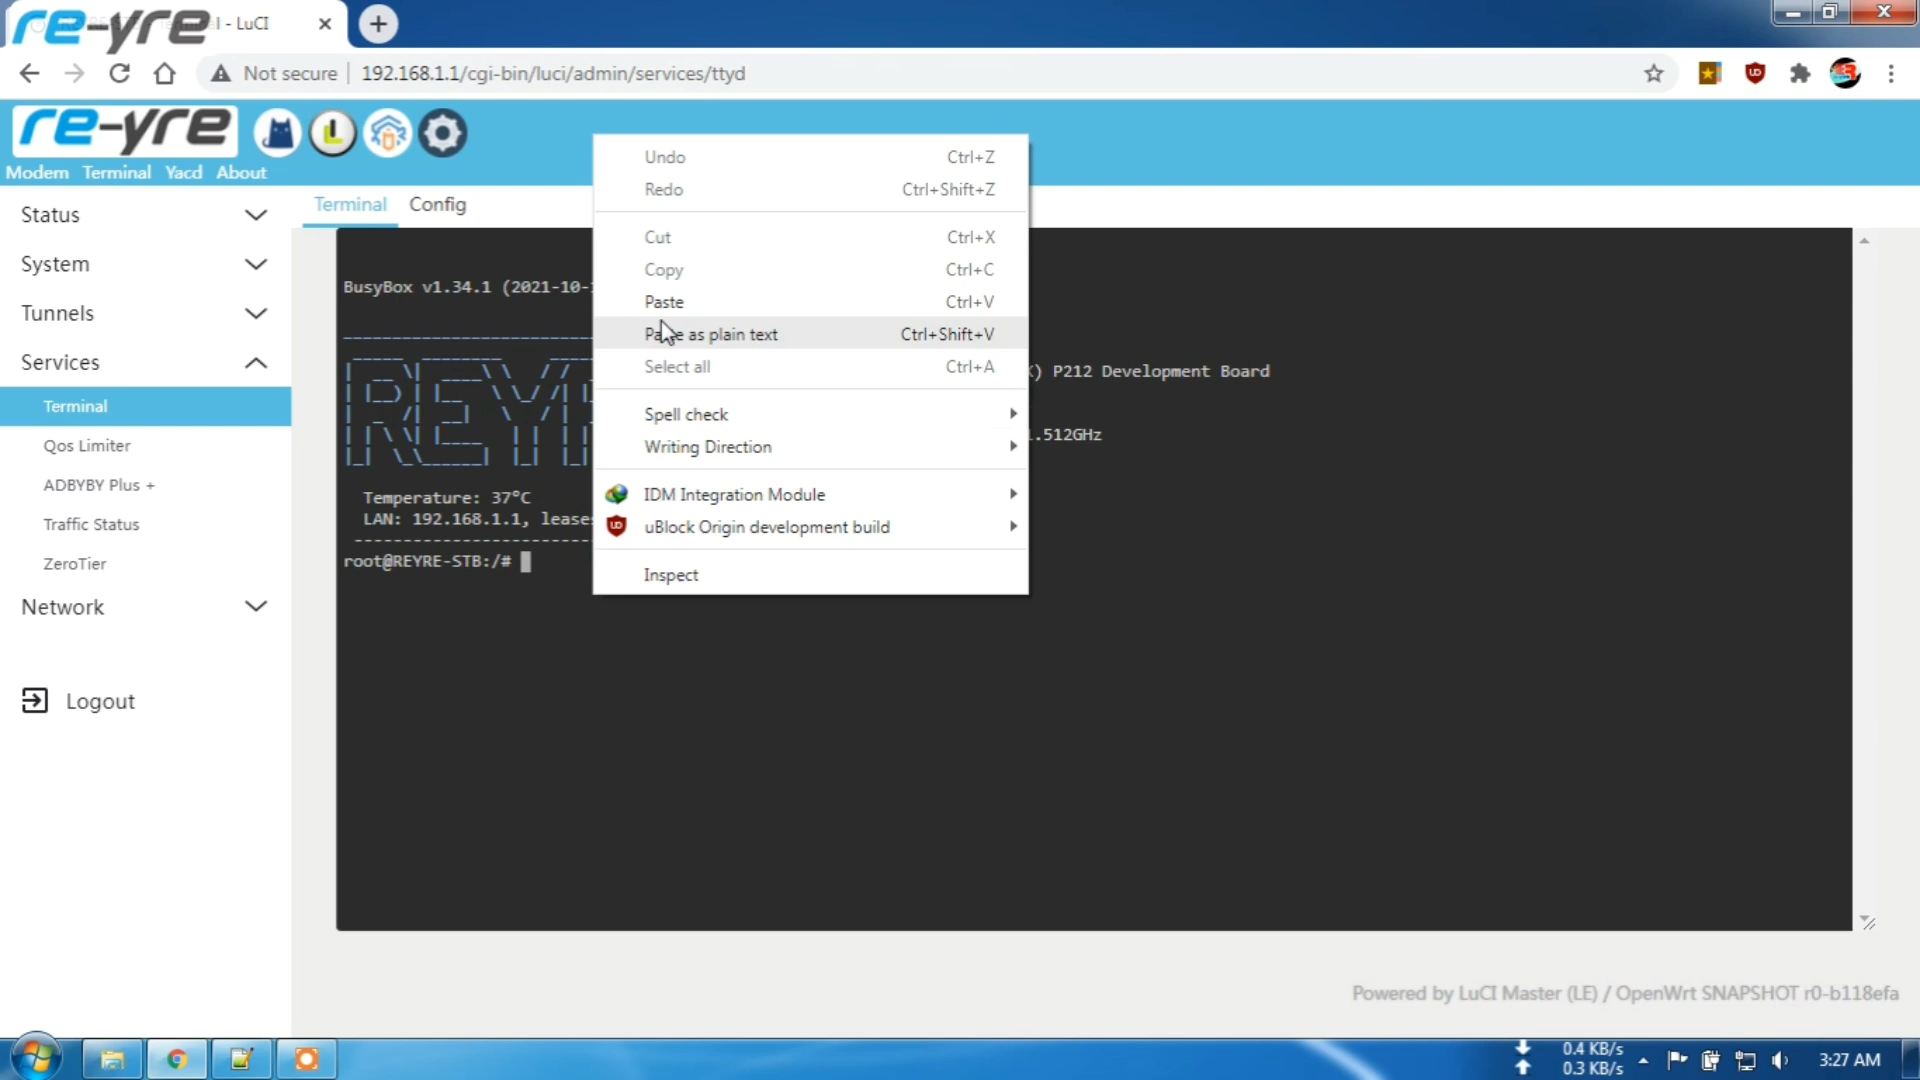 re-yre
l - LuCI
Not secure
192.168.1.1/cgi-bin/luci/admin/services/ttyd
re-yre
Modem Terminal Yacd About
Status
System
Tunnels
Services
Terminal
Qos Limiter
ADBYBY Plus +
Traffic Status
ZeroTier
Network
Logout
Terminal Config
BusyBox v1.34.1 (2021-10-
) P212 Development Board
.512GHz
Temperature: 37°C
LAN: 192.168.1.1, lease
root@REYRE-STB:/#
Undo Ctrl+Z
Redo Ctrl+Shift+Z
Cut Ctrl+X
Copy Ctrl+C
Paste Ctrl+V
Paste as plain text Ctrl+Shift+V
Select all Ctrl+A
Spell check
Writing Direction
IDM Integration Module
uBlock Origin development build
Inspect
Powered by LuCI Master (LE) / OpenWrt SNAPSHOT r0-b118efa
0.4 KB/s
0.3 KB/s
3:27 AM